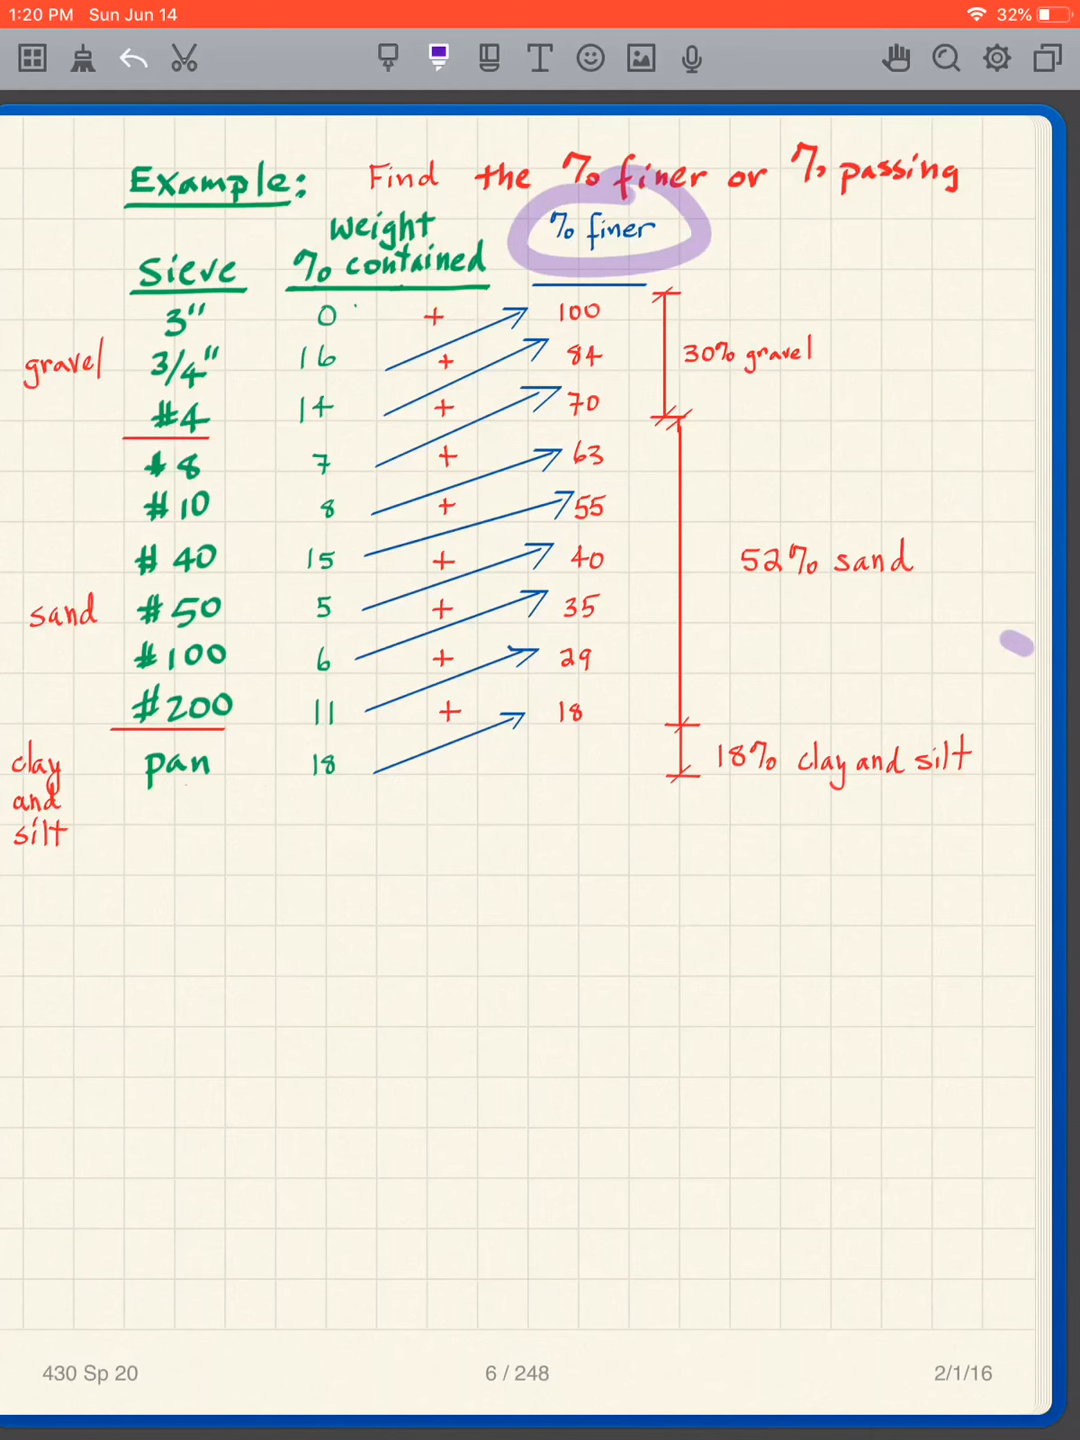 1:20 PM Sun Jun 14 32%
Example: Find the % finer or % passing
Sieve weight % contained % finer
3" 0 + 100
gravel 3/4" 16 + 84 30% gravel
#4 14 + 70
#8 7 + 63
#10 8 + 55
#40 15 + 40 52% sand
sand #50 5 + 35
#100 6 + 29
#200 11 + 18
clay and silt pan 18 18% clay and silt
430 Sp 20 6 / 248 2/1/16